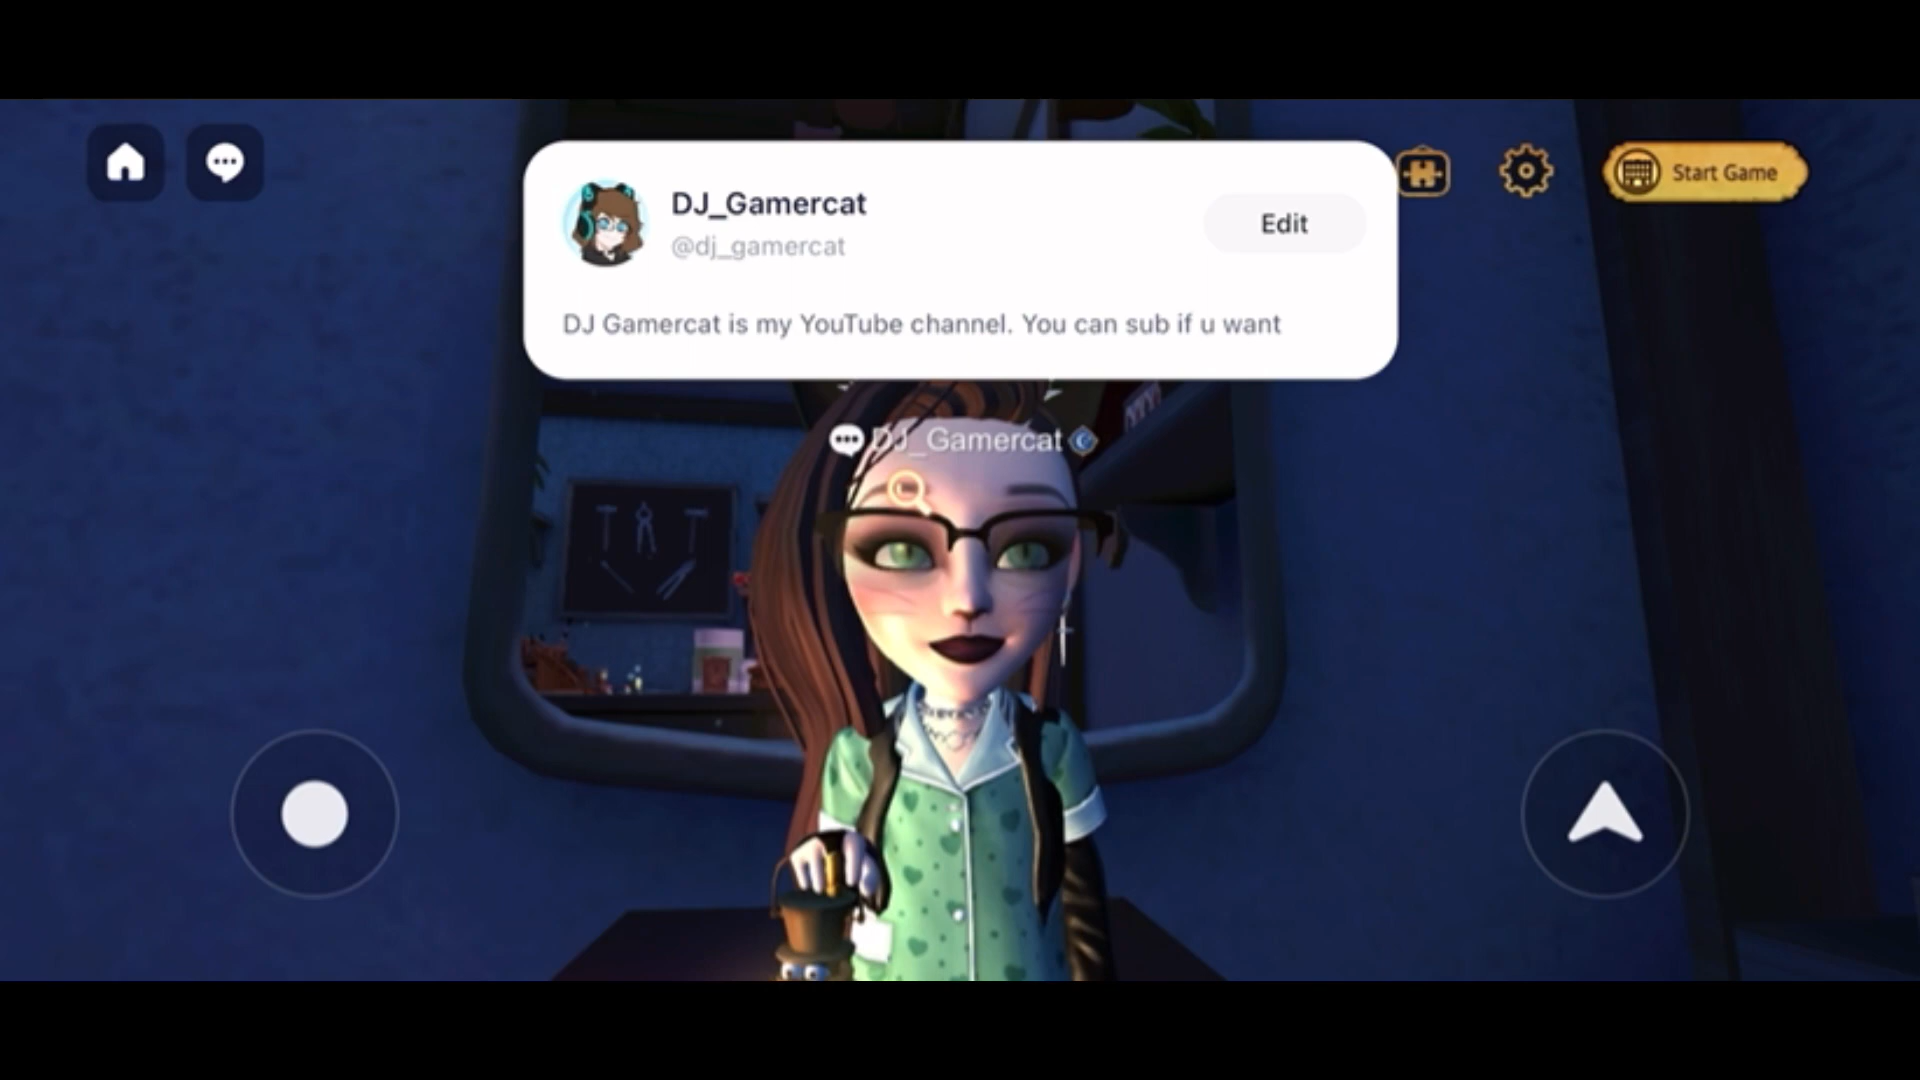 DJ_Gamercat
@dj_gamercat
Edit
Start Game
DJ Gamercat is my YouTube channel. You can sub if u want
DJ_Gamercat